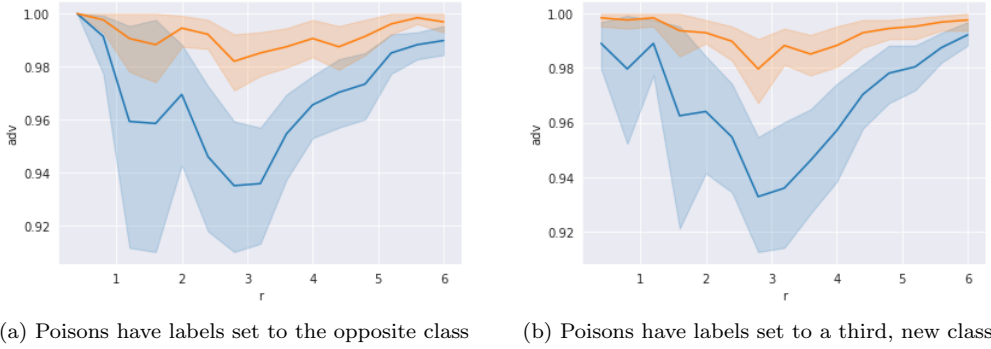 1.00
0.98
0.96
0.94
0.92
adv
1 2 3 4 5 6
r
(a) Poisons have labels set to the opposite class
1.00
0.98
0.96
0.94
0.92
adv
1 2 3 4 5 6
r
(b) Poisons have labels set to a third, new class